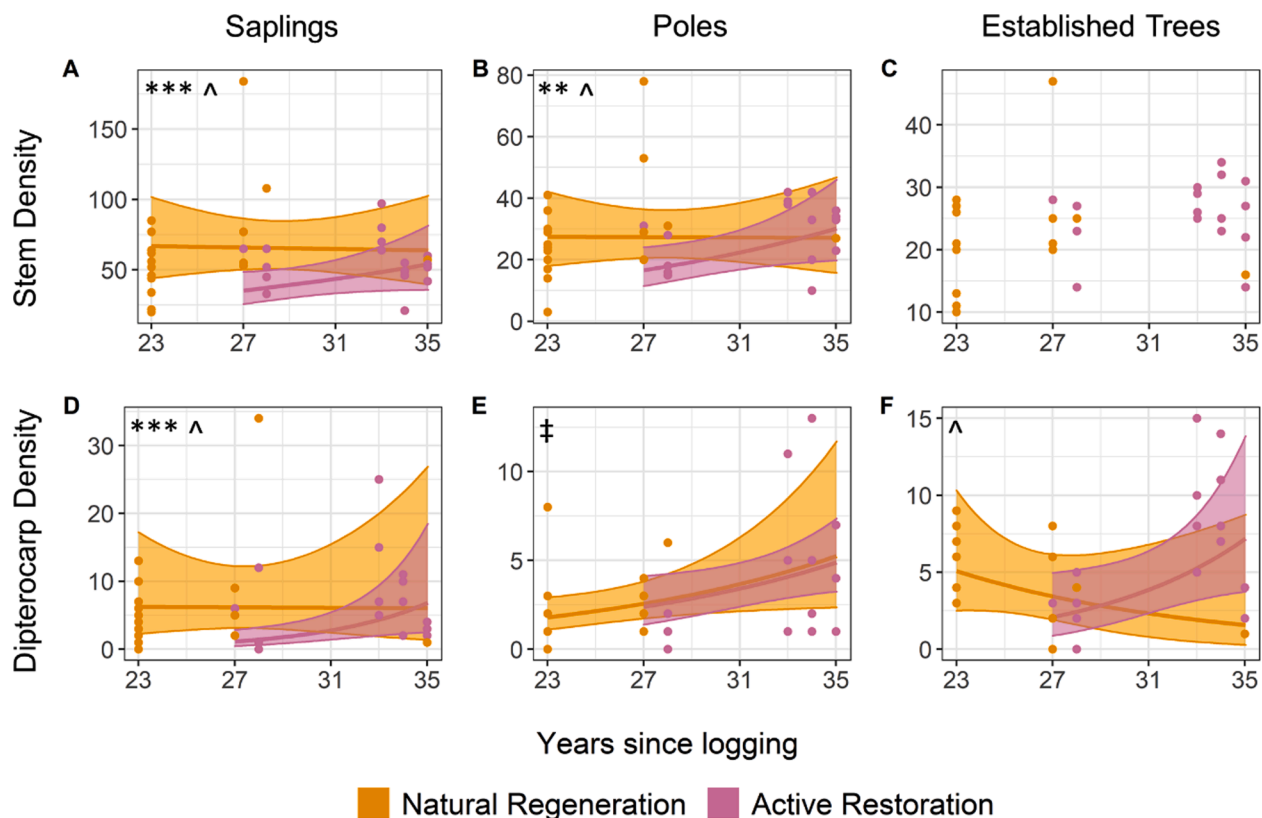 Saplings Poles Established Trees
A B C
*** ^ ** ^
Stem Density
150
100
50
80
60
40
20
0
40
30
20
10
23 27 31 35 23 27 31 35 23 27 31 35
D E F
*** ^ ‡ ^
Dipterocarp Density
30
20
10
0
10
5
0
15
10
5
0
23 27 31 35 23 27 31 35 23 27 31 35
Years since logging
Natural Regeneration Active Restoration